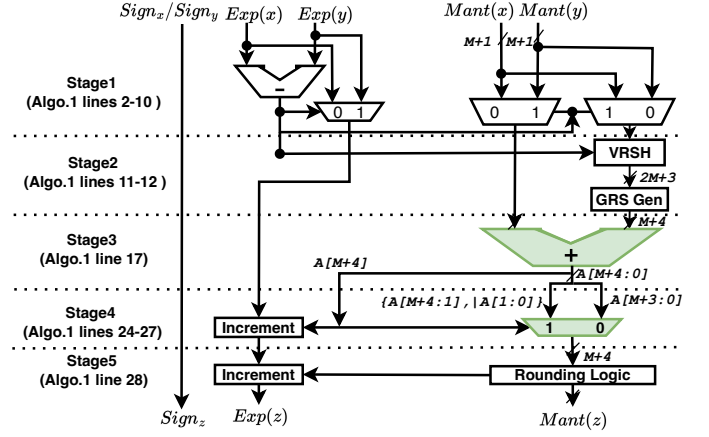 Sign_x/Sign_y Exp(x) Exp(y) Mant(x) Mant(y)
M+1 M+1
Stage1
(Algo.1 lines 2-10 )
-
0 1
0 1
1 0
Stage2
(Algo.1 lines 11-12 )
VRSH
2M+3
GRS Gen
M+4
Stage3
(Algo.1 line 17)
+
A[M+4]
A[M+4:0]
{A[M+4:1],|A[1:0]}
A[M+3:0]
Stage4
(Algo.1 lines 24-27)
Increment
1 0
M+4
Stage5
(Algo.1 line 28)
Increment
Rounding Logic
Sign_z Exp(z) Mant(z)